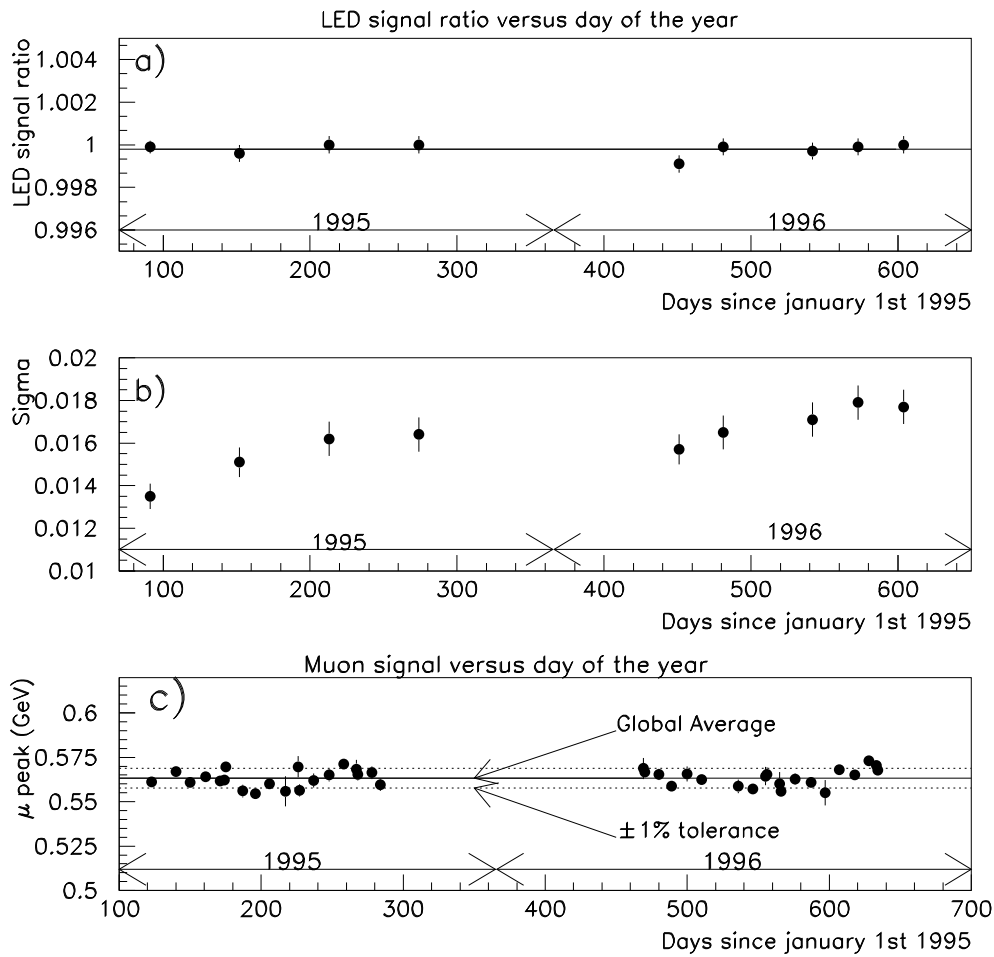 LED signal ratio versus day of the year
LED signal ratio
a)
1.004
1.002
1
0.998
0.996
1995
1996
100 200 300 400 500 600
Days since january 1st 1995
Sigma
b)
0.02
0.018
0.016
0.014
0.012
0.01
1995
1996
100 200 300 400 500 600
Days since january 1st 1995
Muon signal versus day of the year
μ peak (GeV)
c)
0.6
0.575
0.55
0.525
0.5
Global Average
±1% tolerance
1995
1996
100 200 300 400 500 600 700
Days since january 1st 1995